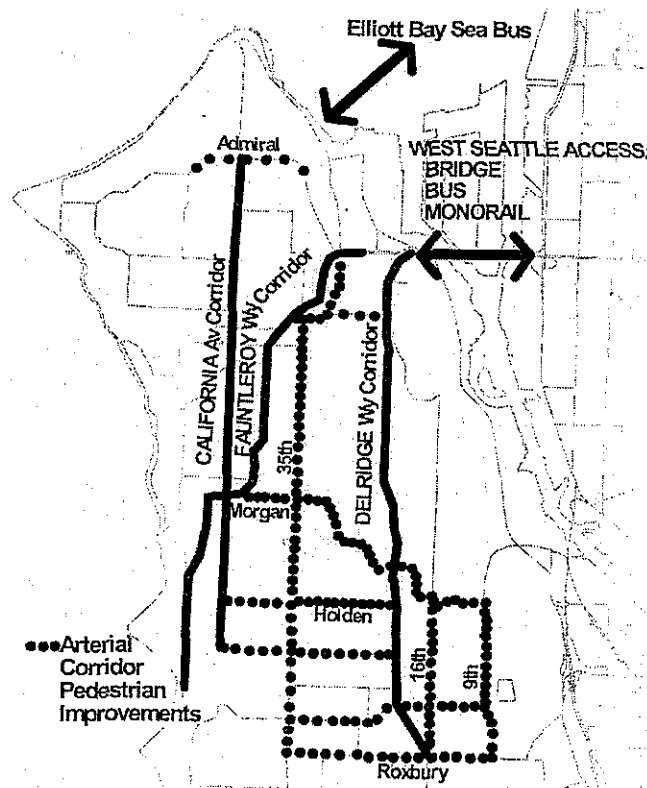 Elliott Bay Sea Bus
Admiral
WEST SEATTLE ACCESS:
BRIDGE
BUS
MONORAIL
CALIFORNIA Av Corridor
FAUNTLEROY Wy Corridor
35th
DELRIDGE Wy Corridor
Morgan
Holden
16th
9th
Arterial
Corridor
Pedestrian
Improvements
Roxbury